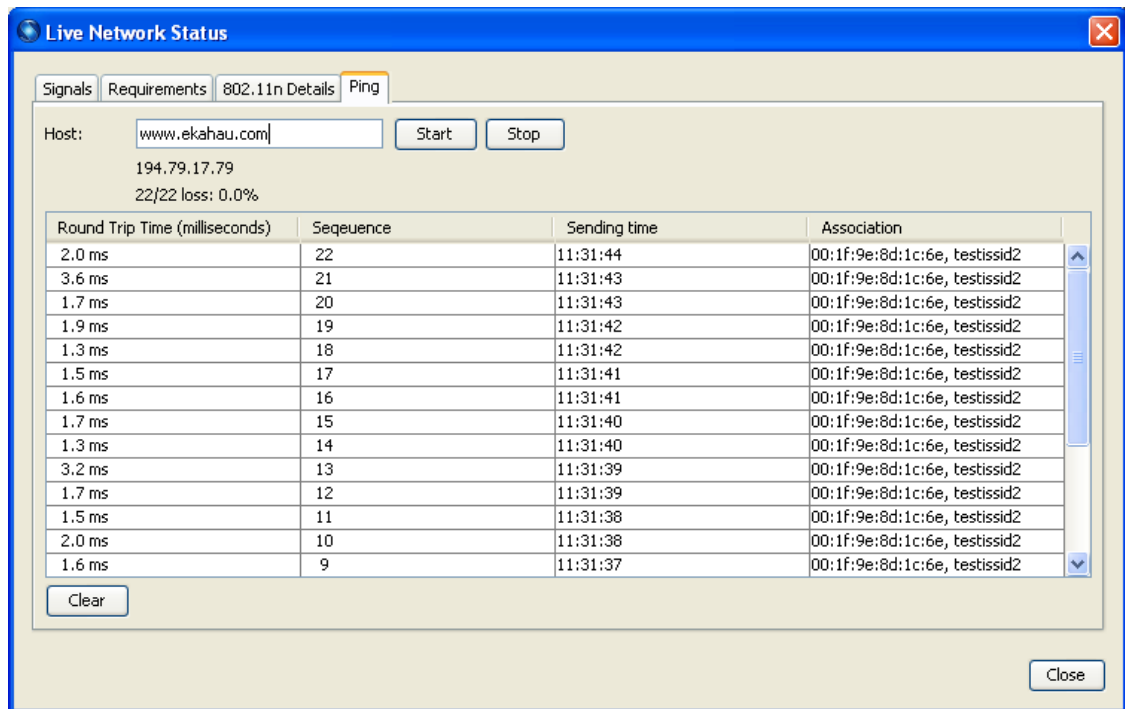 Live Network Status
Signals Requirements 802.11n Details Ping
Host: www.ekahau.com Start Stop
194.79.17.79
22/22 loss: 0.0%
Round Trip Time (milliseconds) Seqeuence Sending time Association
2.0 ms 22 11:31:44 00:1f:9e:8d:1c:6e, testissid2
3.6 ms 21 11:31:43 00:1f:9e:8d:1c:6e, testissid2
1.7 ms 20 11:31:43 00:1f:9e:8d:1c:6e, testissid2
1.9 ms 19 11:31:42 00:1f:9e:8d:1c:6e, testissid2
1.3 ms 18 11:31:42 00:1f:9e:8d:1c:6e, testissid2
1.5 ms 17 11:31:41 00:1f:9e:8d:1c:6e, testissid2
1.6 ms 16 11:31:41 00:1f:9e:8d:1c:6e, testissid2
1.7 ms 15 11:31:40 00:1f:9e:8d:1c:6e, testissid2
1.3 ms 14 11:31:40 00:1f:9e:8d:1c:6e, testissid2
3.2 ms 13 11:31:39 00:1f:9e:8d:1c:6e, testissid2
1.7 ms 12 11:31:39 00:1f:9e:8d:1c:6e, testissid2
1.5 ms 11 11:31:38 00:1f:9e:8d:1c:6e, testissid2
2.0 ms 10 11:31:38 00:1f:9e:8d:1c:6e, testissid2
1.6 ms 9 11:31:37 00:1f:9e:8d:1c:6e, testissid2
Clear
Close